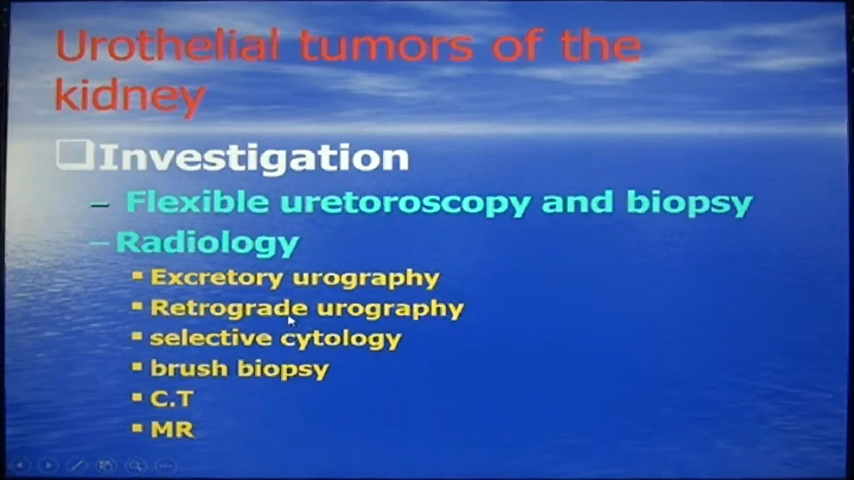 Urothelial tumors of the
kidney
Investigation
– Flexible uretoroscopy and biopsy
– Radiology
▪ Excretory urography
▪ Retrograde urography
▪ selective cytology
▪ brush biopsy
▪ C.T
▪ MR